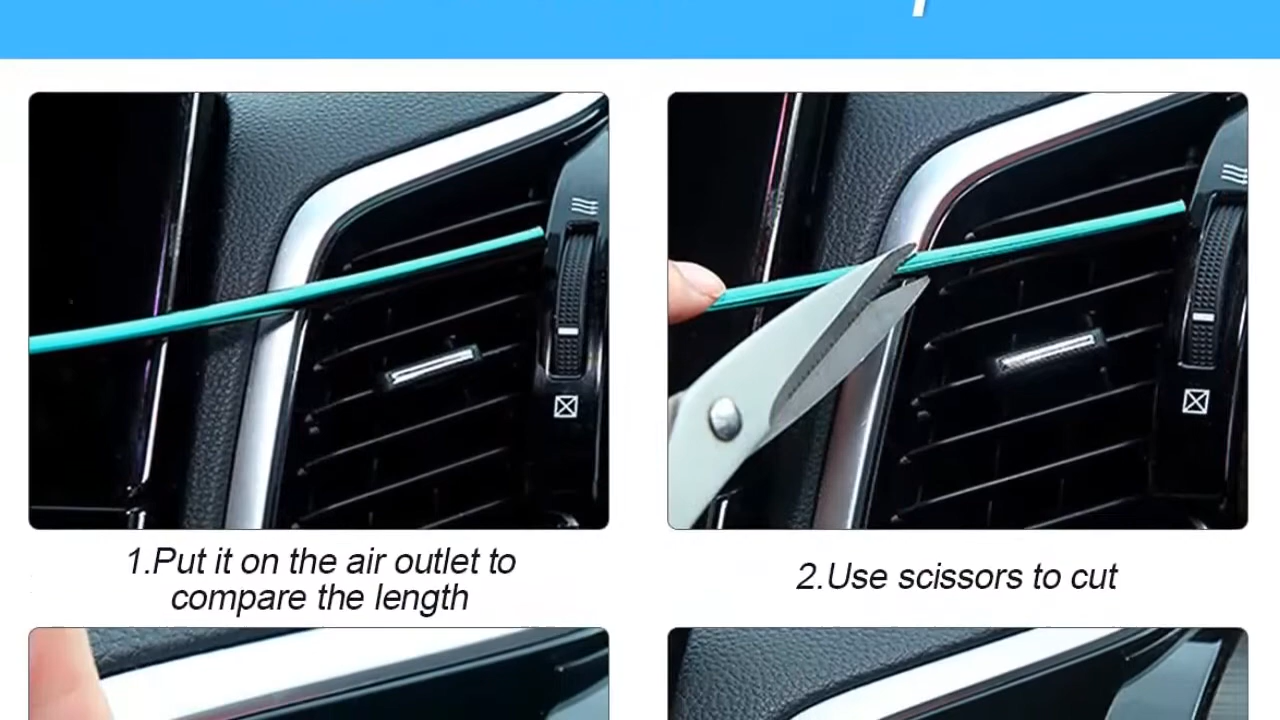 1.Put it on the air outlet to
compare the length
2.Use scissors to cut